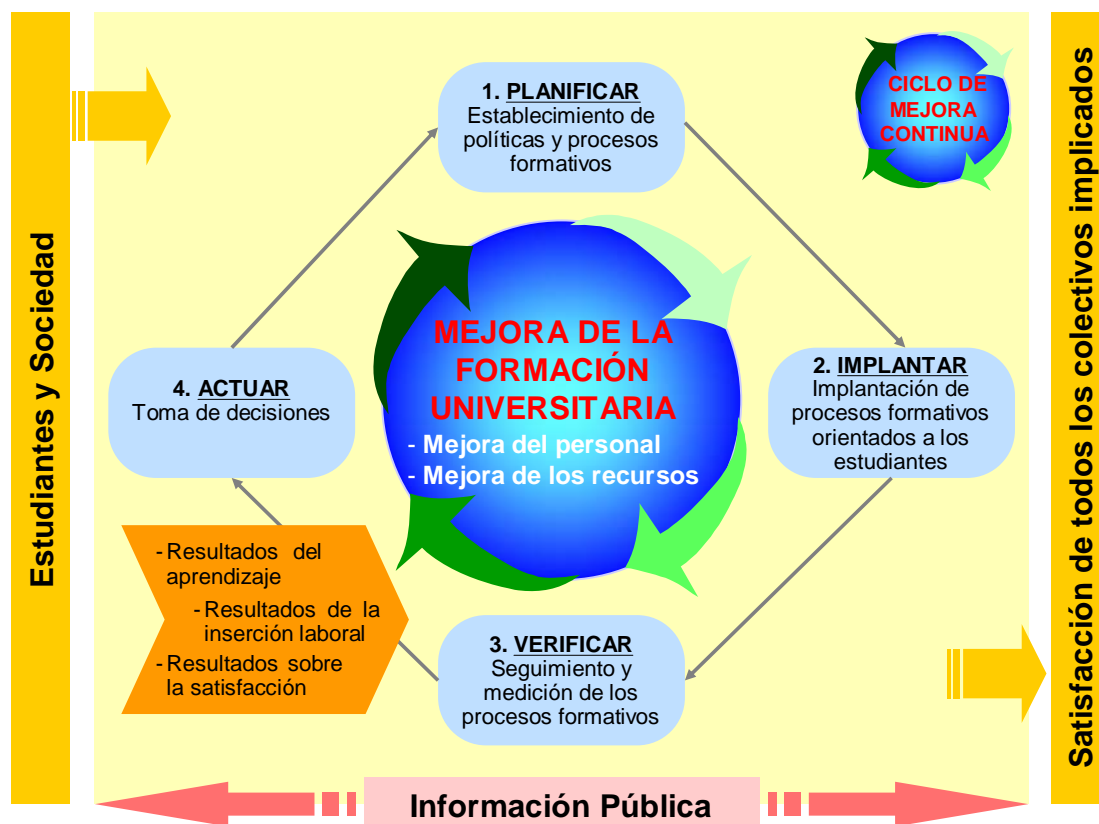 Estudiantes y Sociedad
1. PLANIFICAR
Establecimiento de
políticas y procesos
formativos
CICLO DE
MEJORA
CONTINUA
MEJORA DE LA
FORMACIÓN
UNIVERSITARIA
- Mejora del personal
- Mejora de los recursos
4. ACTUAR
Toma de decisiones
2. IMPLANTAR
Implantación de
procesos formativos
orientados a los
estudiantes
- Resultados del
aprendizaje
- Resultados de la
inserción laboral
- Resultados sobre
la satisfacción
3. VERIFICAR
Seguimiento y
medición de los
procesos formativos
Información Pública
Satisfacción de todos los colectivos implicados